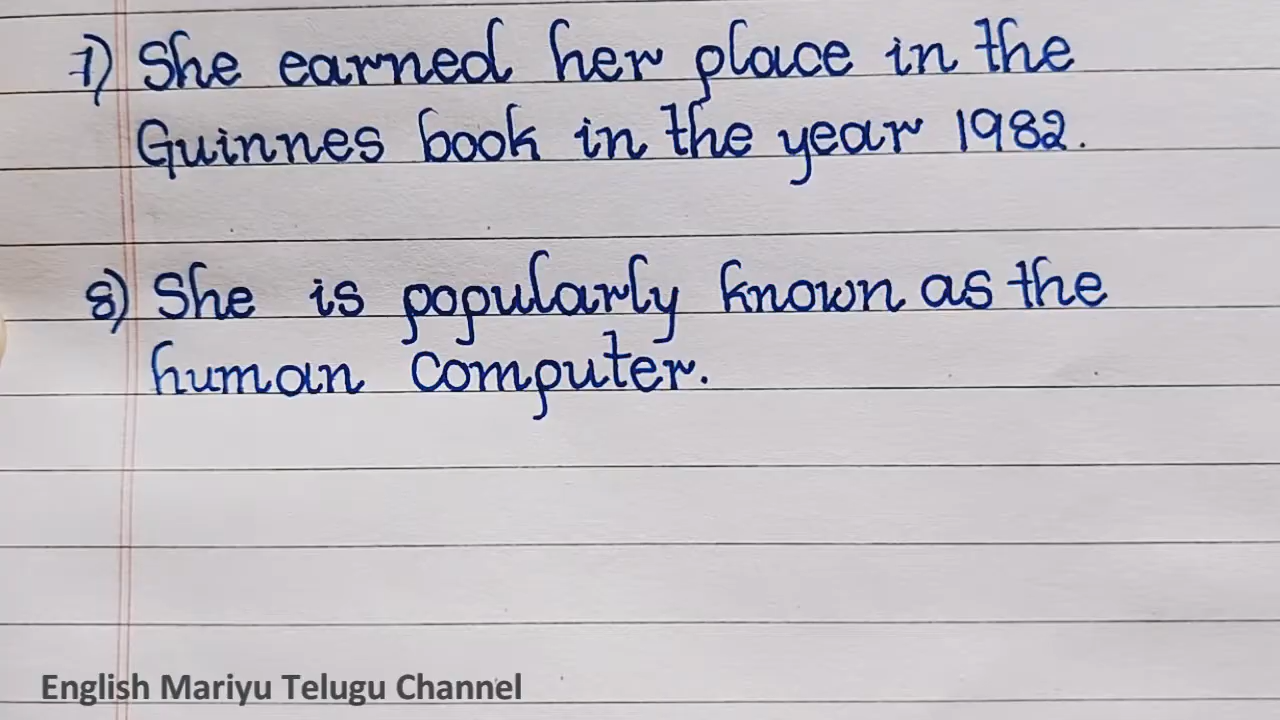 7) She earned her place in the
Guinnes book in the year 1982.
8) She is popularly known as the
human computer.
English Mariyu Telugu Channel